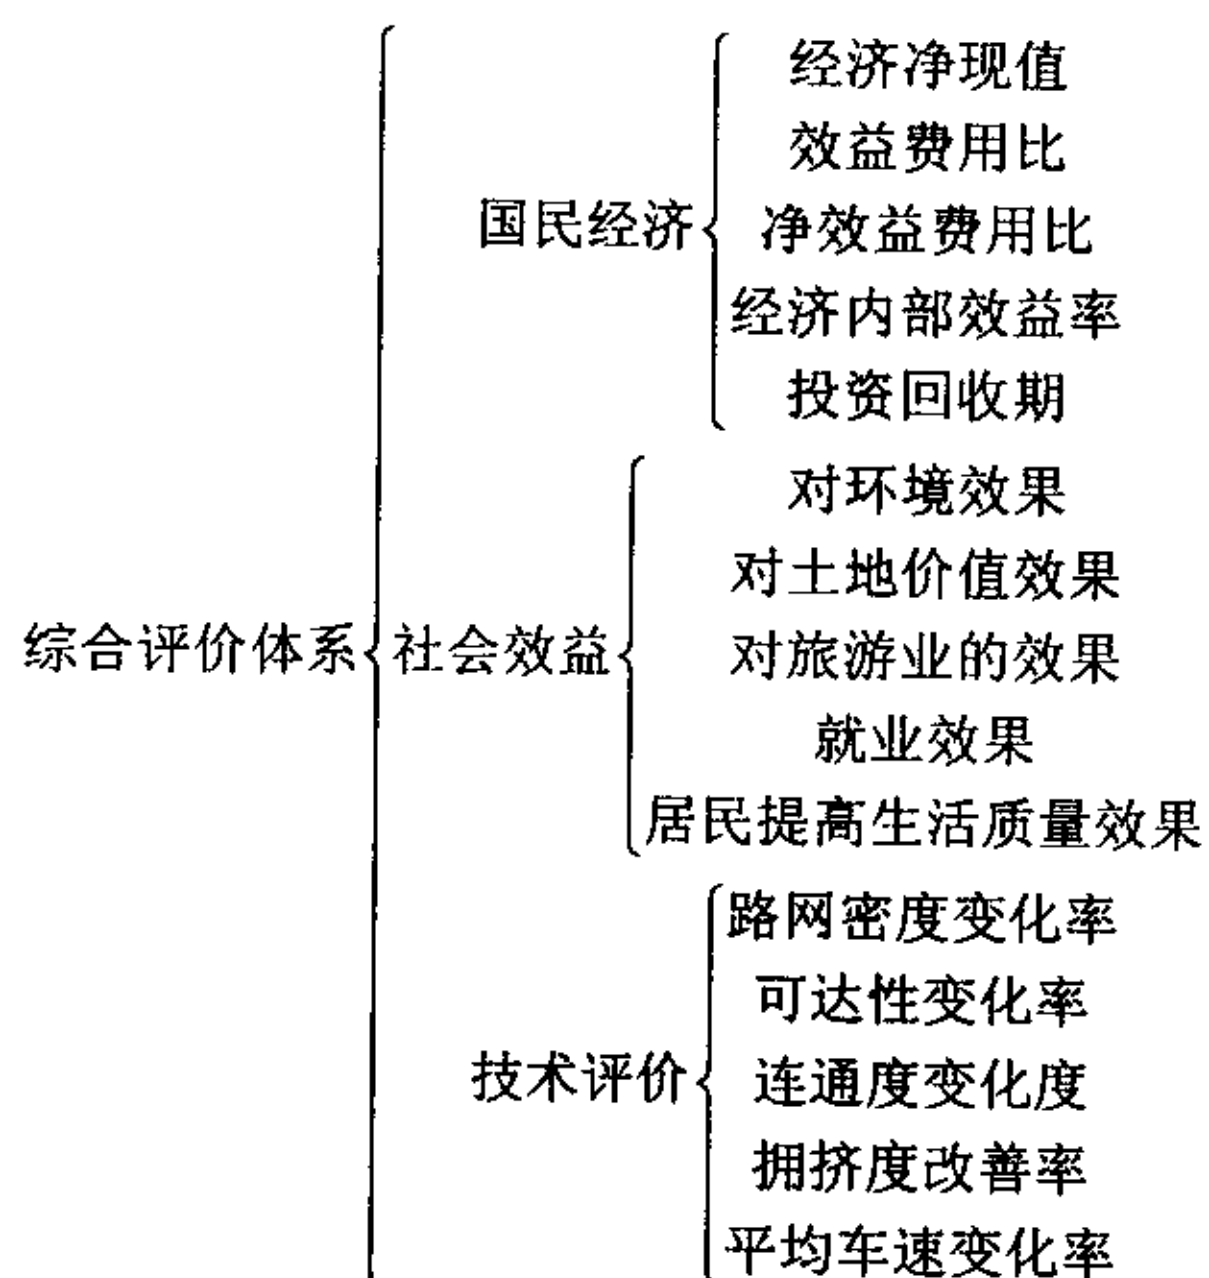 经济净现值
效益费用比
国民经济
净效益费用比
经济内部效益率
投资回收期
对环境效果
对土地价值效果
综合评价体系
社会效益
对旅游业的效果
就业效果
居民提高生活质量效果
路网密度变化率
可达性变化率
技术评价
连通度变化度
拥挤度改善率
平均车速变化率